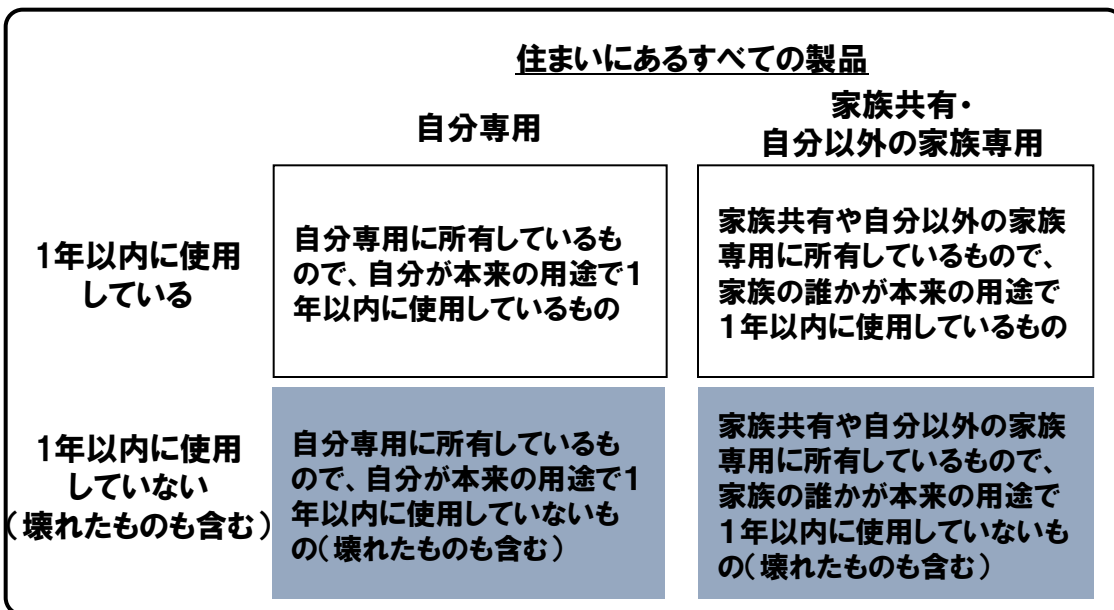 住まいにあるすべての製品
自分専用
家族共有・
自分以外の家族専用
1年以内に使用
している
自分専用に所有しているも
ので、自分が本来の用途で1
年以内に使用しているもの
家族共有や自分以外の家族
専用に所有しているもので、
家族の誰かが本来の用途で
1年以内に使用しているもの
1年以内に使用
していない
(壊れたものも含む)
自分専用に所有しているも
ので、自分が本来の用途で1
年以内に使用していないも
の(壊れたものも含む)
家族共有や自分以外の家族
専用に所有しているもので、
家族の誰かが本来の用途で
1年以内に使用していないも
の(壊れたものも含む)